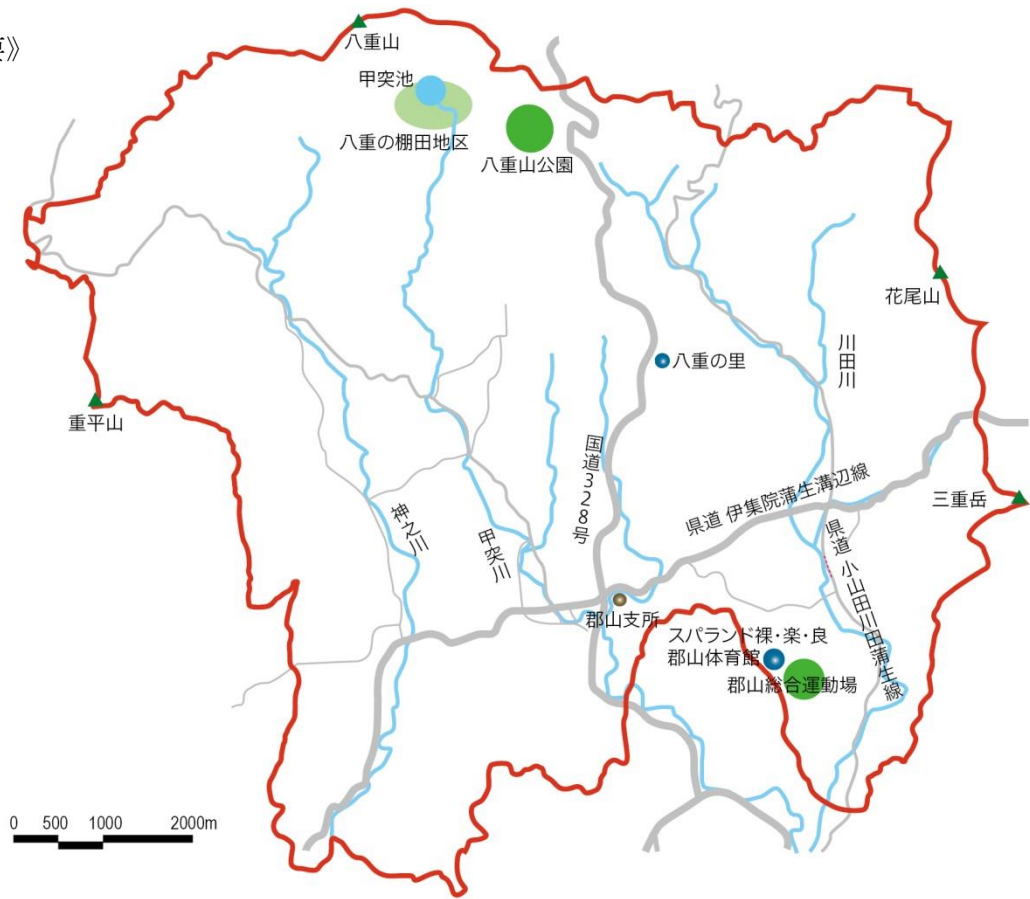 》
八重山
甲突池
八重の棚田地区
八重山公園
花尾山
川田川
八重の里
重平山
国道328号
県道 伊集院蒲生溝辺線
三重岳
神之川
甲突川
県道 小山田川田蒲生線
郡山支所
スパランド裸・楽・良
郡山体育館
郡山総合運動場
0 500 1000 2000m